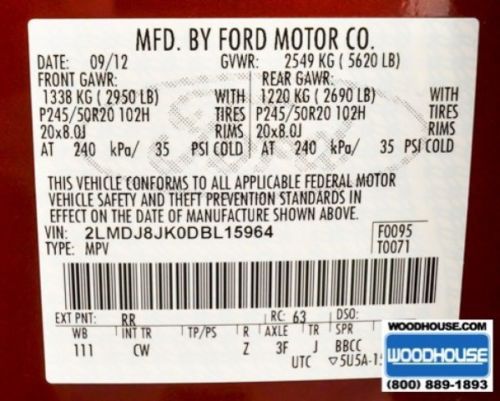 MFD. BY FORD MOTOR CO.
DATE: 09/12 GVWR: 2549 KG ( 5620 LB)
FRONT GAWR: REAR GAWR:
1338 KG ( 2950 LB) WITH 1220 KG ( 2690 LB) WITH
P245/50R20 102H TIRES P245/50R20 102H TIRES
20x8.0J RIMS 20x8.0J RIMS
AT 240 kPa/ 35 PSI COLD AT 240 kPa/ 35 PSI COLD
THIS VEHICLE CONFORMS TO ALL APPLICABLE FEDERAL MOTOR
VEHICLE SAFETY AND THEFT PREVENTION STANDARDS IN
EFFECT ON THE DATE OF MANUFACTURE SHOWN ABOVE.
VIN: 2LMDJ8JK0DBL15964 F0095
TYPE: MPV T0071
EXT PNT: RR RC: 63 DSO:
WB INT TR TP/PS R AXLE TR SPR
111 CW Z 3F J BBCC
UTC ▽5U5A-15
WOODHOUSE.COM
WOODHOUSE
(800) 889-1893